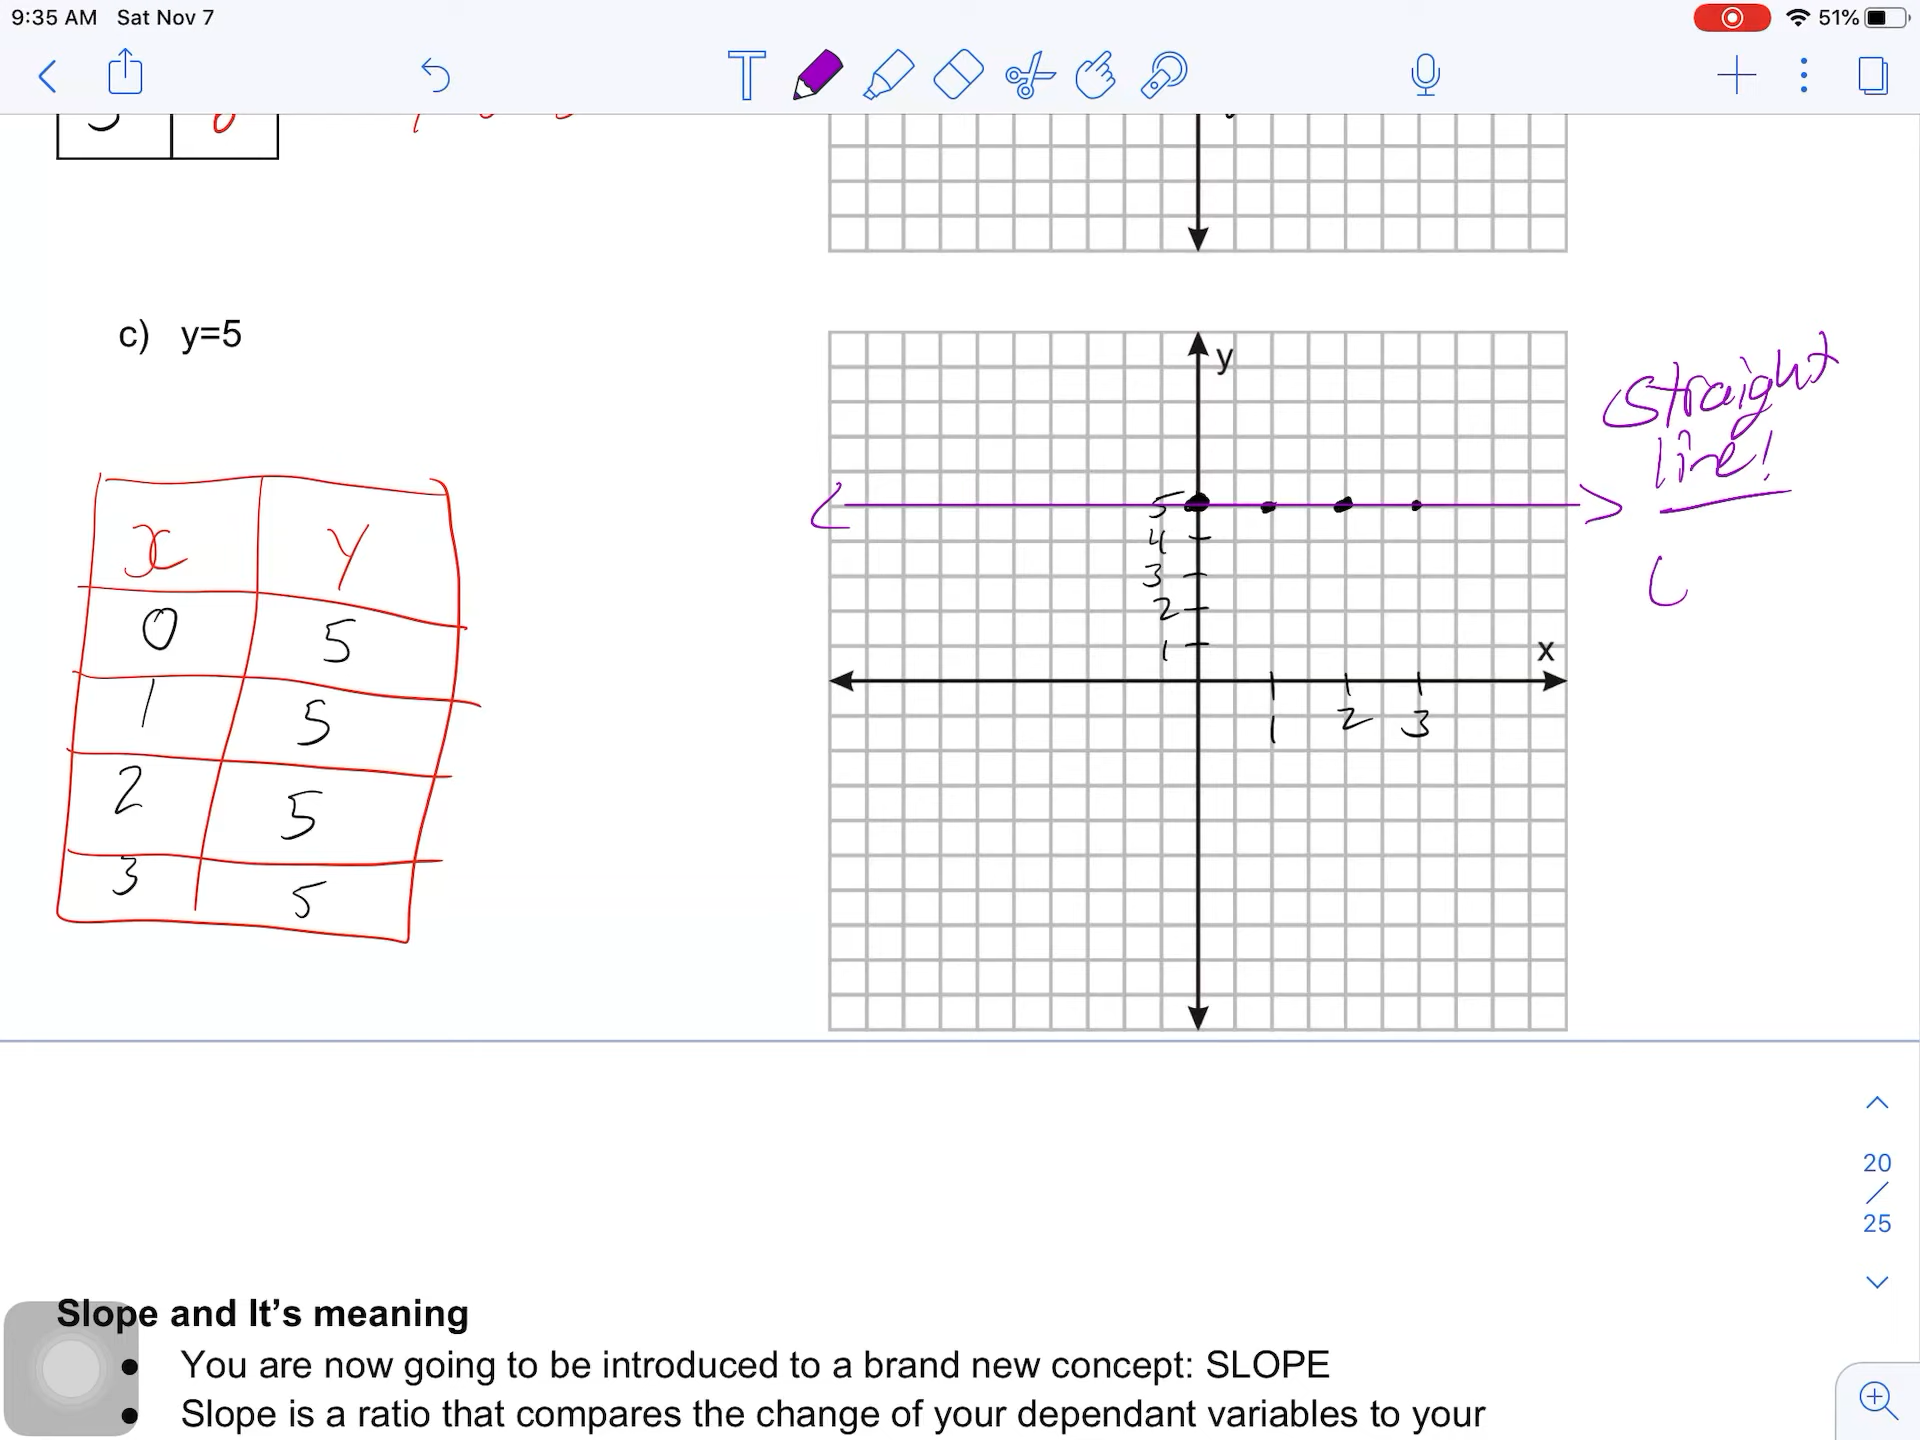 9:35 AM Sat Nov 7
51%
T
c) y=5
y
straight
line!
5
4
3
2
1
x
1 2 3
x y
0 5
1 5
2 5
3 5
20
/
25
Slope and It's meaning
• You are now going to be introduced to a brand new concept: SLOPE
• Slope is a ratio that compares the change of your dependant variables to your